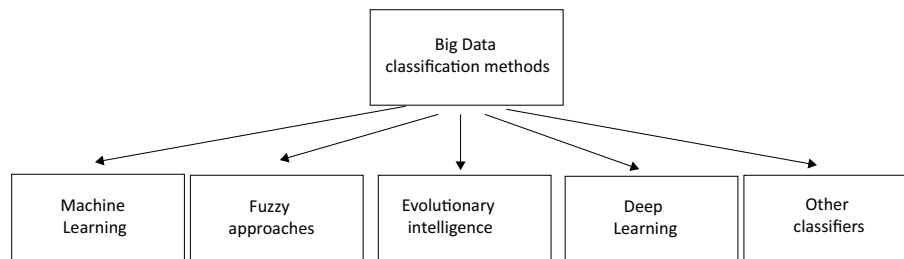 Big Data
classification methods
Machine
Learning
Fuzzy
approaches
Evolutionary
intelligence
Deep
Learning
Other
classifiers